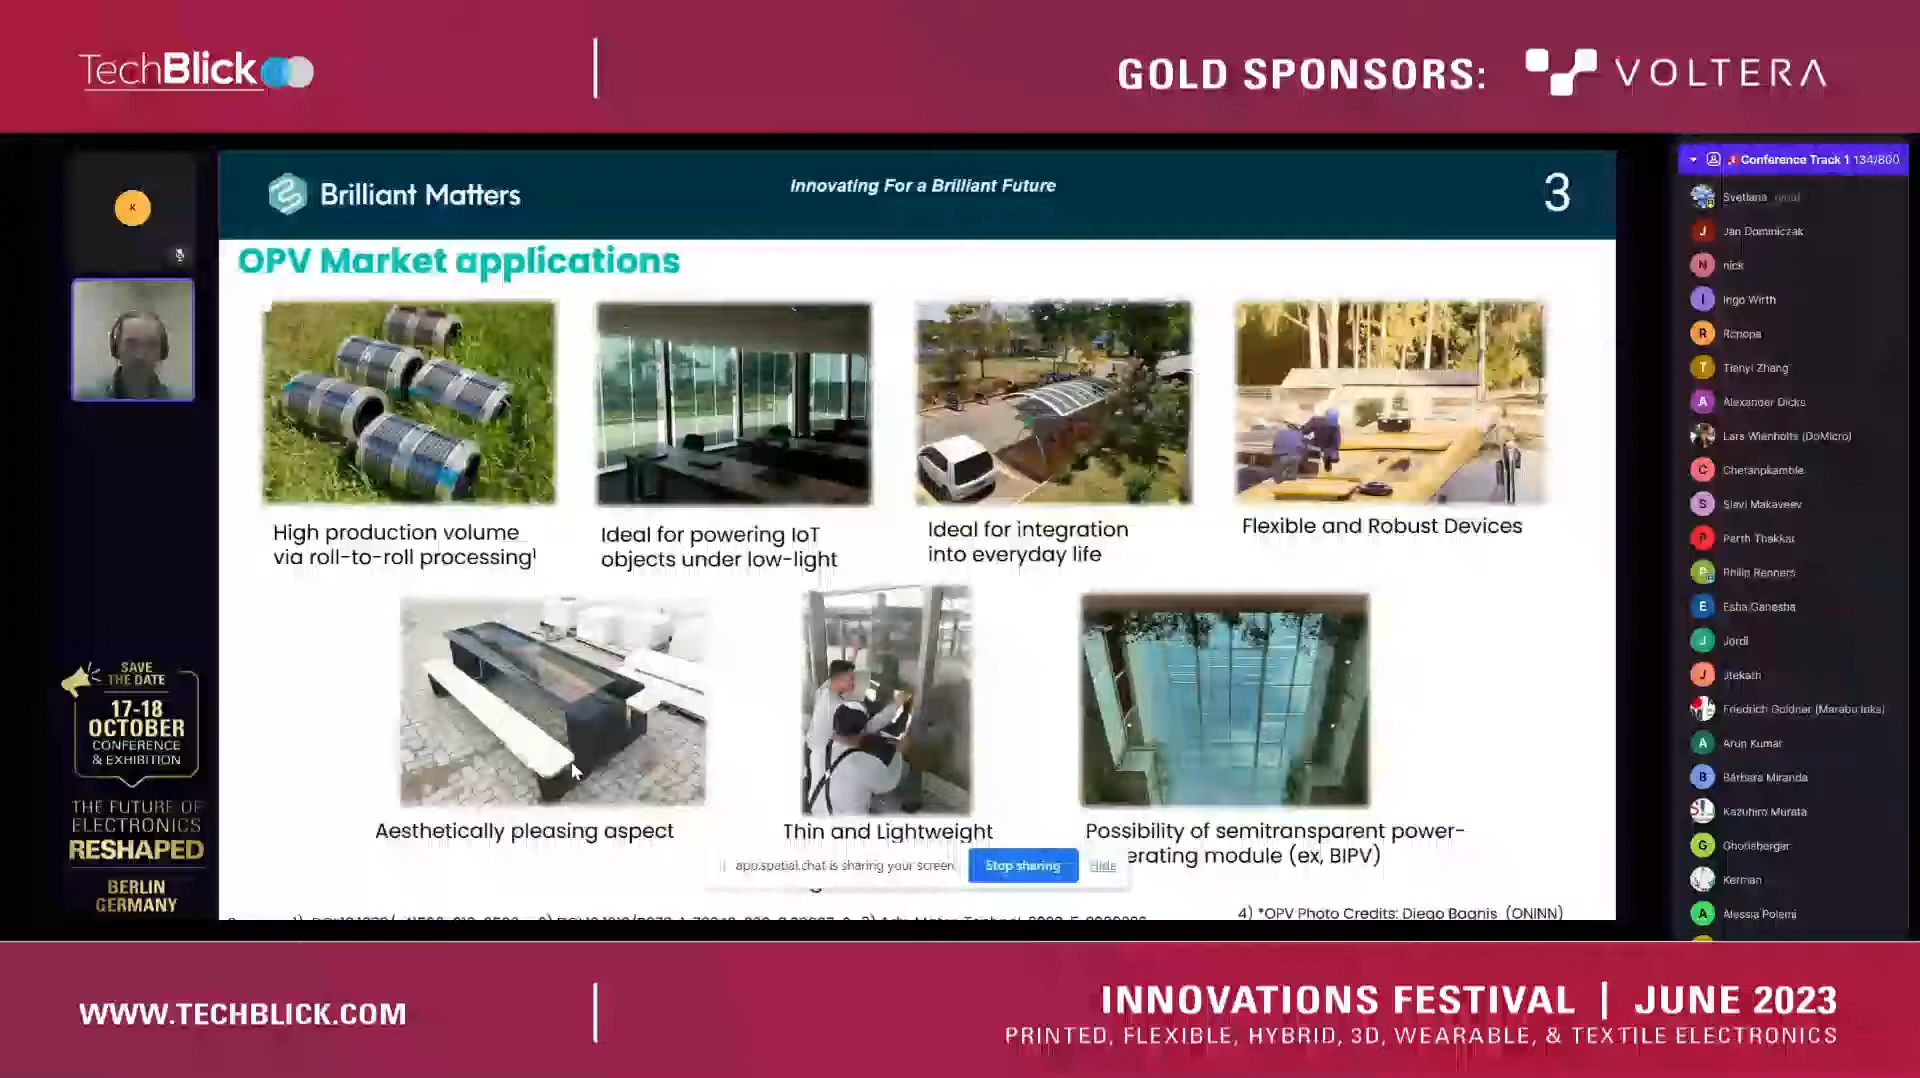 TechBlick
GOLD SPONSORS:
VOLTERA
K
Brilliant Matters
Innovating For a Brilliant Future
3
OPV Market applications
High production volume
via roll-to-roll processing¹
Ideal for powering IoT
objects under low-light
Ideal for integration
into everyday life
Flexible and Robust Devices
Aesthetically pleasing aspect
Thin and Lightweight
Possibility of semitransparent power-
erating module (ex, BIPV)
app.spatial.chat is sharing your screen
Stop sharing
Hide
4) *OPV Photo Credits: Diego Bagnis (ONINN)
Conference Track 1 134/800
Svetlana (you)
J Jan Dominiczak
N nick
I Ingo Wirth
R
T Tianyi Zhang
A Alexander Dicks
Lars Wienholts (DoMicro)
C Chetanpkamble
S Slavi Makaveev
P Parth Thakkar
P Philip Renners
E Esha Ganesha
J Jordi
J Jtekath
Friedrich Goldner (Marabu Inks)
A Arun Kumar
B Bárbara Miranda
Kazuhiro Murata
G
Kerman
A Alessia Polemi
SAVE
THE DATE
17-18
OCTOBER
CONFERENCE
& EXHIBITION
THE FUTURE OF
ELECTRONICS
RESHAPED
BERLIN
GERMANY
WWW.TECHBLICK.COM
INNOVATIONS FESTIVAL | JUNE 2023
PRINTED, FLEXIBLE, HYBRID, 3D, WEARABLE, & TEXTILE ELECTRONICS